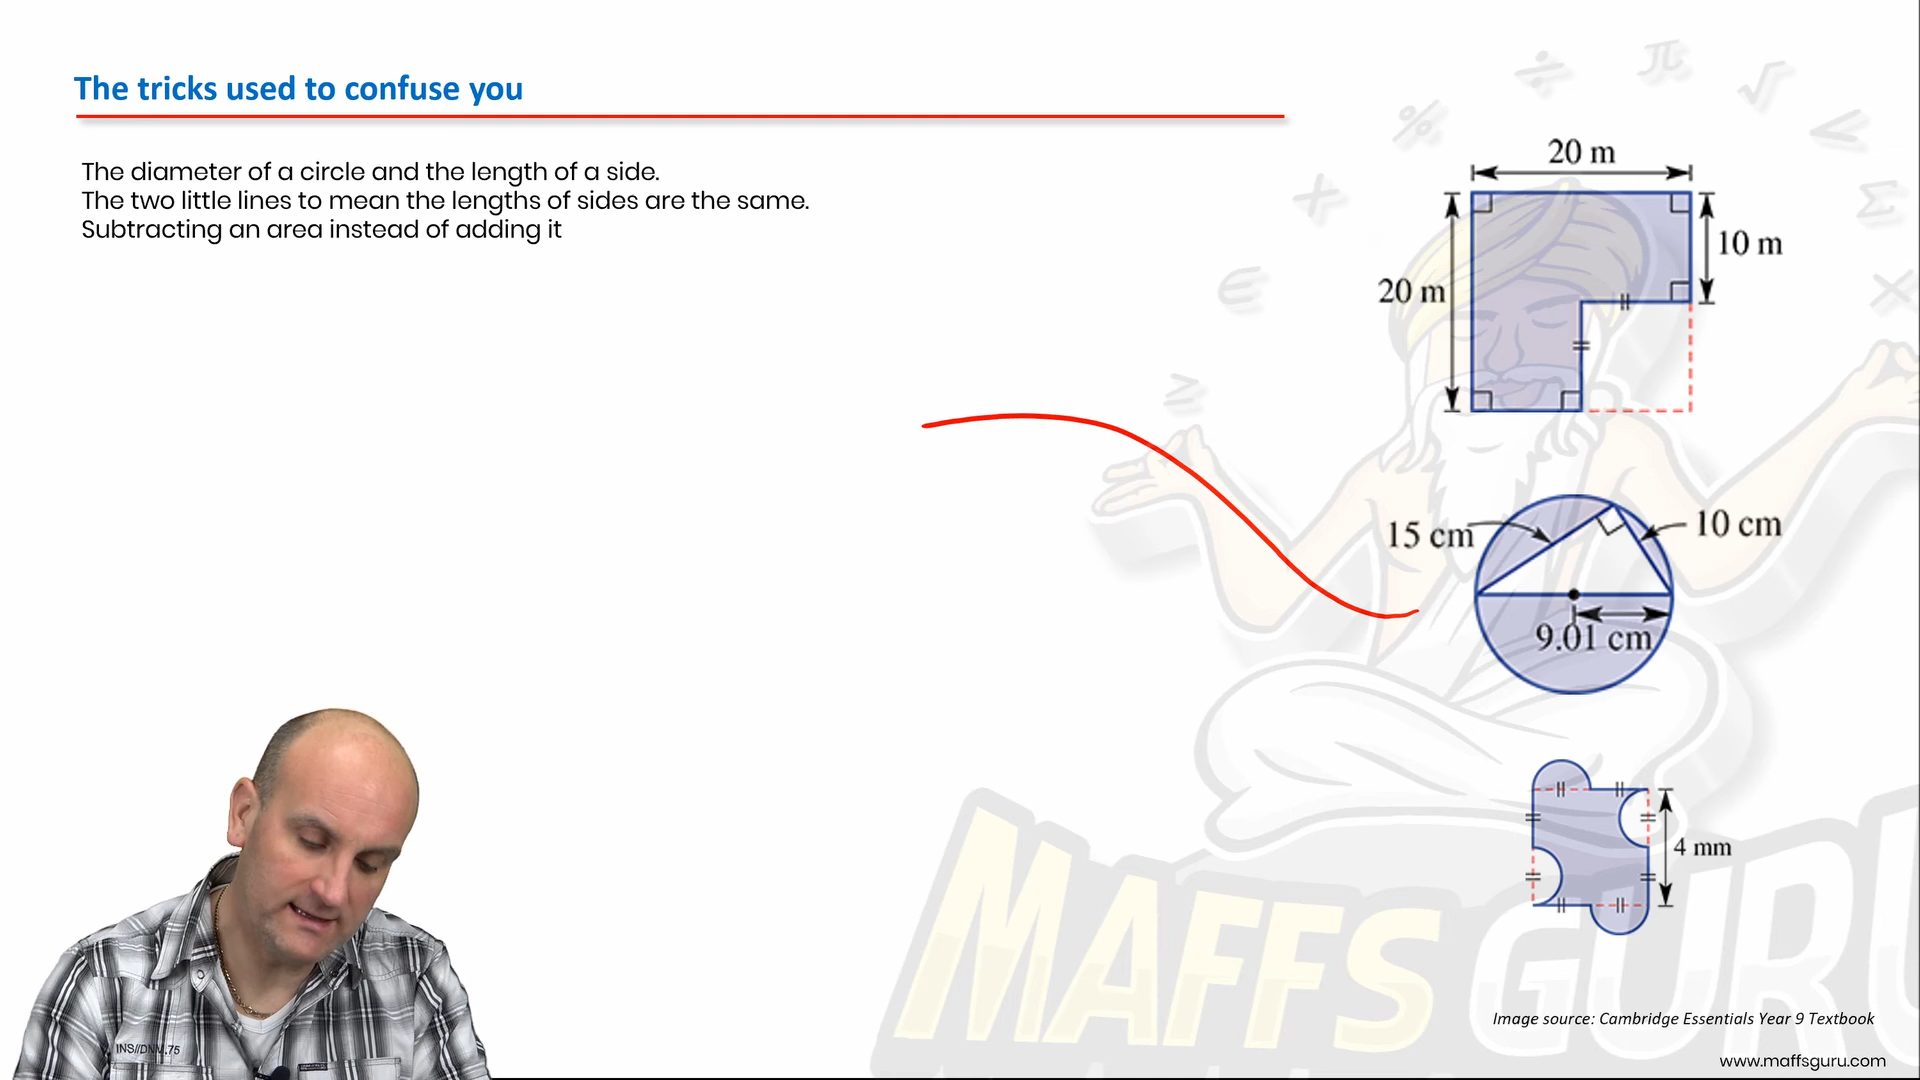 The tricks used to confuse you
The diameter of a circle and the length of a side.
The two little lines to mean the lengths of sides are the same.
Subtracting an area instead of adding it
20 m
10 m
20 m
15 cm
10 cm
9.01 cm
4 mm
MAFFS GURU
Image source: Cambridge Essentials Year 9 Textbook
www.maffsguru.com